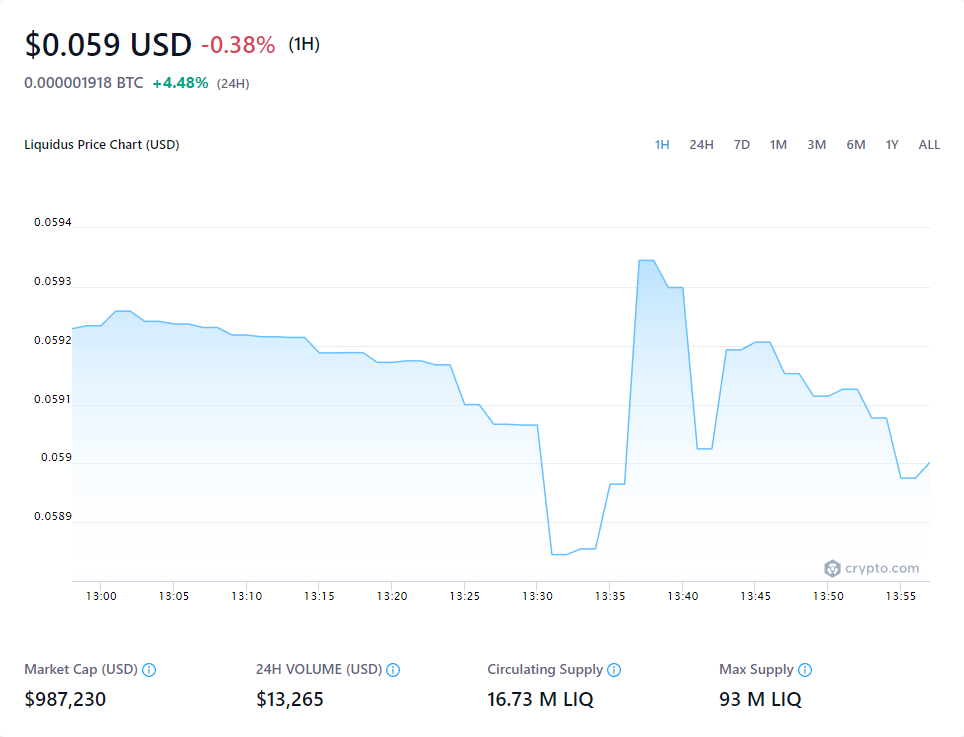 $0.059 USD -0.38% (1H)
0.000001918 BTC +4.48% (24H)
Liquidus Price Chart (USD) 1H 24H 7D 1M 3M 6M 1Y ALL
0.0594
0.0593
0.0592
0.0591
0.059
0.0589
crypto.com
13:00 13:05 13:10 13:15 13:20 13:25 13:30 13:35 13:40 13:45 13:50 13:55
Market Cap (USD) 24H VOLUME (USD) Circulating Supply Max Supply
$987,230 $13,265 16.73 M LIQ 93 M LIQ